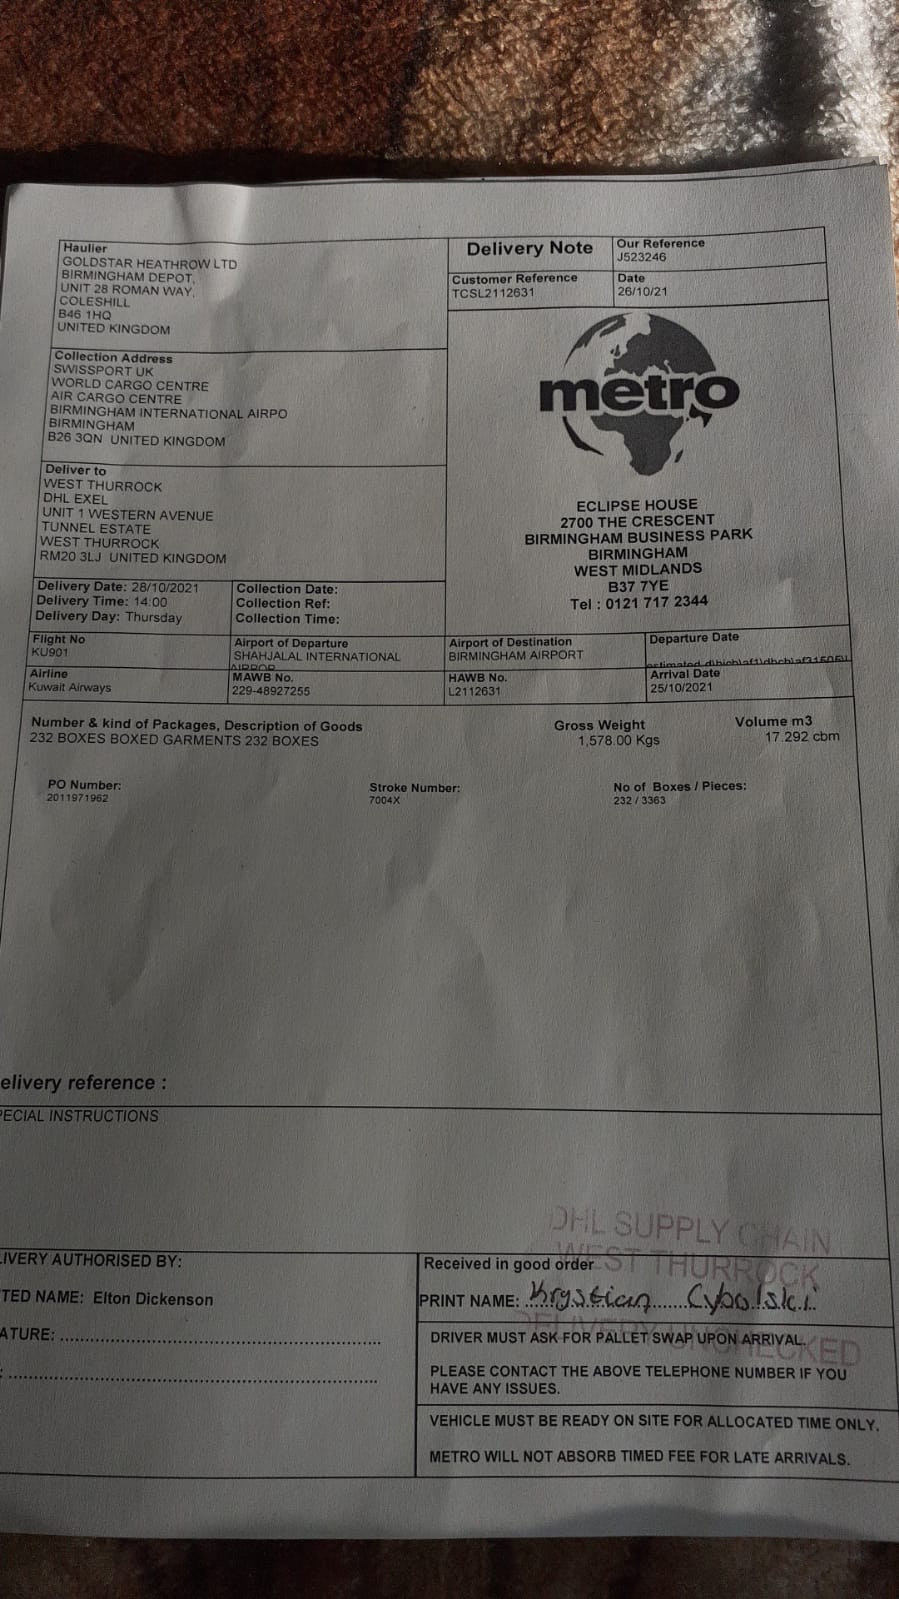 Haulier
GOLDSTAR HEATHROW LTD
BIRMINGHAM DEPOT,
UNIT 28 ROMAN WAY,
COLESHILL
B46 1HQ
UNITED KINGDOM
Delivery Note
Our Reference
J523246
Customer Reference
TCSL2112631
Date
26/10/21
Collection Address
SWISSPORT UK
WORLD CARGO CENTRE
AIR CARGO CENTRE
BIRMINGHAM INTERNATIONAL AIRPO
BIRMINGHAM
B26 3QN UNITED KINGDOM
metro
Deliver to
WEST THURROCK
DHL EXEL
UNIT 1 WESTERN AVENUE
TUNNEL ESTATE
WEST THURROCK
RM20 3LJ UNITED KINGDOM
ECLIPSE HOUSE
2700 THE CRESCENT
BIRMINGHAM BUSINESS PARK
BIRMINGHAM
WEST MIDLANDS
B37 7YE
Tel : 0121 717 2344
Delivery Date: 28/10/2021
Delivery Time: 14:00
Delivery Day: Thursday
Collection Date:
Collection Ref:
Collection Time:
Flight No
KU901
Airport of Departure
SHAHJALAL INTERNATIONAL
Airport of Destination
BIRMINGHAM AIRPORT
Departure Date
Airline
Kuwait Airways
MAWB No.
229-48927255
HAWB No.
L2112631
Arrival Date
25/10/2021
Number & kind of Packages, Description of Goods
232 BOXES BOXED GARMENTS 232 BOXES
Gross Weight
1,578.00 Kgs
Volume m3
17.292 cbm
PO Number:
2011971962
Stroke Number:
7004X
No of Boxes / Pieces:
232 / 3363
elivery reference :
PECIAL INSTRUCTIONS
DHL SUPPLY CHAIN
WEST THURROCK
DELIVERY UNCHECKED
IVERY AUTHORISED BY:
TED NAME: Elton Dickenson
ATURE:
Received in good order
PRINT NAME: Krystian Cybalski
DRIVER MUST ASK FOR PALLET SWAP UPON ARRIVAL.
PLEASE CONTACT THE ABOVE TELEPHONE NUMBER IF YOU
HAVE ANY ISSUES.
VEHICLE MUST BE READY ON SITE FOR ALLOCATED TIME ONLY.
METRO WILL NOT ABSORB TIMED FEE FOR LATE ARRIVALS.